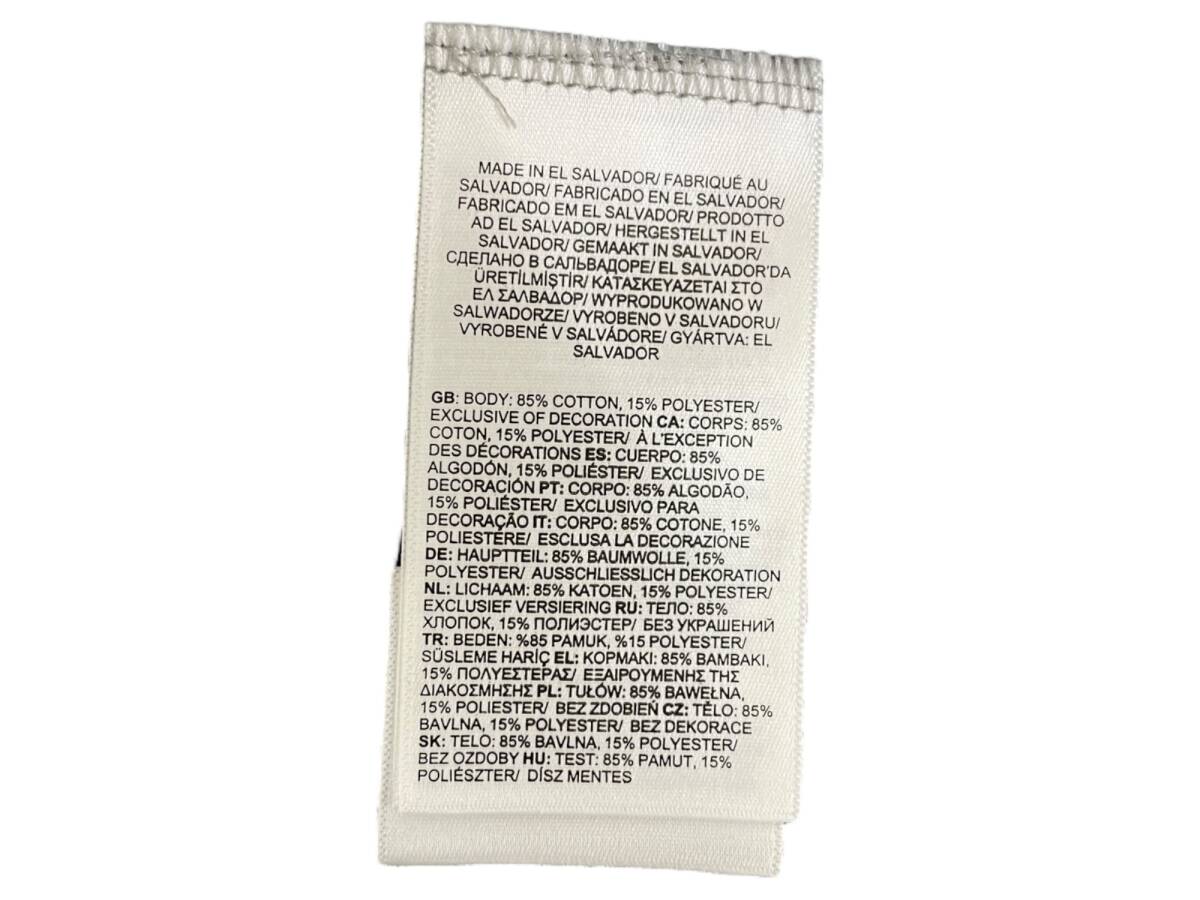 MADE IN EL SALVADOR/ FABRIQUÉ AU
SALVADOR/ FABRICADO EN EL SALVADOR/
FABRICADO EM EL SALVADOR/ PRODOTTO
AD EL SALVADOR/ HERGESTELLT IN EL
SALVADOR/ GEMAAKT IN SALVADOR/
СДЕЛАНО В САЛЬВАДОРЕ/ EL SALVADOR'DA
ÜRETİLMİŞTİR/ ΚΑΤΑΣΚΕΥΑΖΕΤΑΙ ΣΤΟ
ΕΛ ΣΑΛΒΑΔΟΡ/ WYPRODUKOWANO W
SALWADORZE/ VYROBENO V SALVADORU/
VYROBENÉ V SALVÁDORE/ GYÁRTVA: EL
SALVADOR
GB: BODY: 85% COTTON, 15% POLYESTER/
EXCLUSIVE OF DECORATION CA: CORPS: 85%
COTON, 15% POLYESTER/ À L'EXCEPTION
DES DÉCORATIONS ES: CUERPO: 85%
ALGODÓN, 15% POLIÉSTER/ EXCLUSIVO DE
DECORACIÓN PT: CORPO: 85% ALGODÃO,
15% POLIÉSTER/ EXCLUSIVO PARA
DECORAÇÃO IT: CORPO: 85% COTONE, 15%
POLIESTERE/ ESCLUSA LA DECORAZIONE
DE: HAUPTTEIL: 85% BAUMWOLLE, 15%
POLYESTER/ AUSSCHLIESSLICH DEKORATION
NL: LICHAAM: 85% KATOEN, 15% POLYESTER/
EXCLUSIEF VERSIERING RU: ТЕЛО: 85%
ХЛОПОК, 15% ПОЛИЭСТЕР/ БЕЗ УКРАШЕНИЙ
TR: BEDEN: %85 PAMUK, %15 POLYESTER/
SÜSLEME HARİÇ EL: ΚΟΡΜΑΚΙ: 85% ΒΑΜΒΑΚΙ,
15% ΠΟΛΥΕΣΤΕΡΑΣ/ ΕΞΑΙΡΟΥΜΕΝΗΣ ΤΗΣ
ΔΙΑΚΟΣΜΗΣΗΣ PL: TUŁÓW: 85% BAWEŁNA,
15% POLIESTER/ BEZ ZDOBIEŃ CZ: TĚLO: 85%
BAVLNA, 15% POLYESTER/ BEZ DEKORACE
SK: TELO: 85% BAVLNA, 15% POLYESTER/
BEZ OZDOBY HU: TEST: 85% PAMUT, 15%
POLIÉSZTER/ DÍSZ MENTES